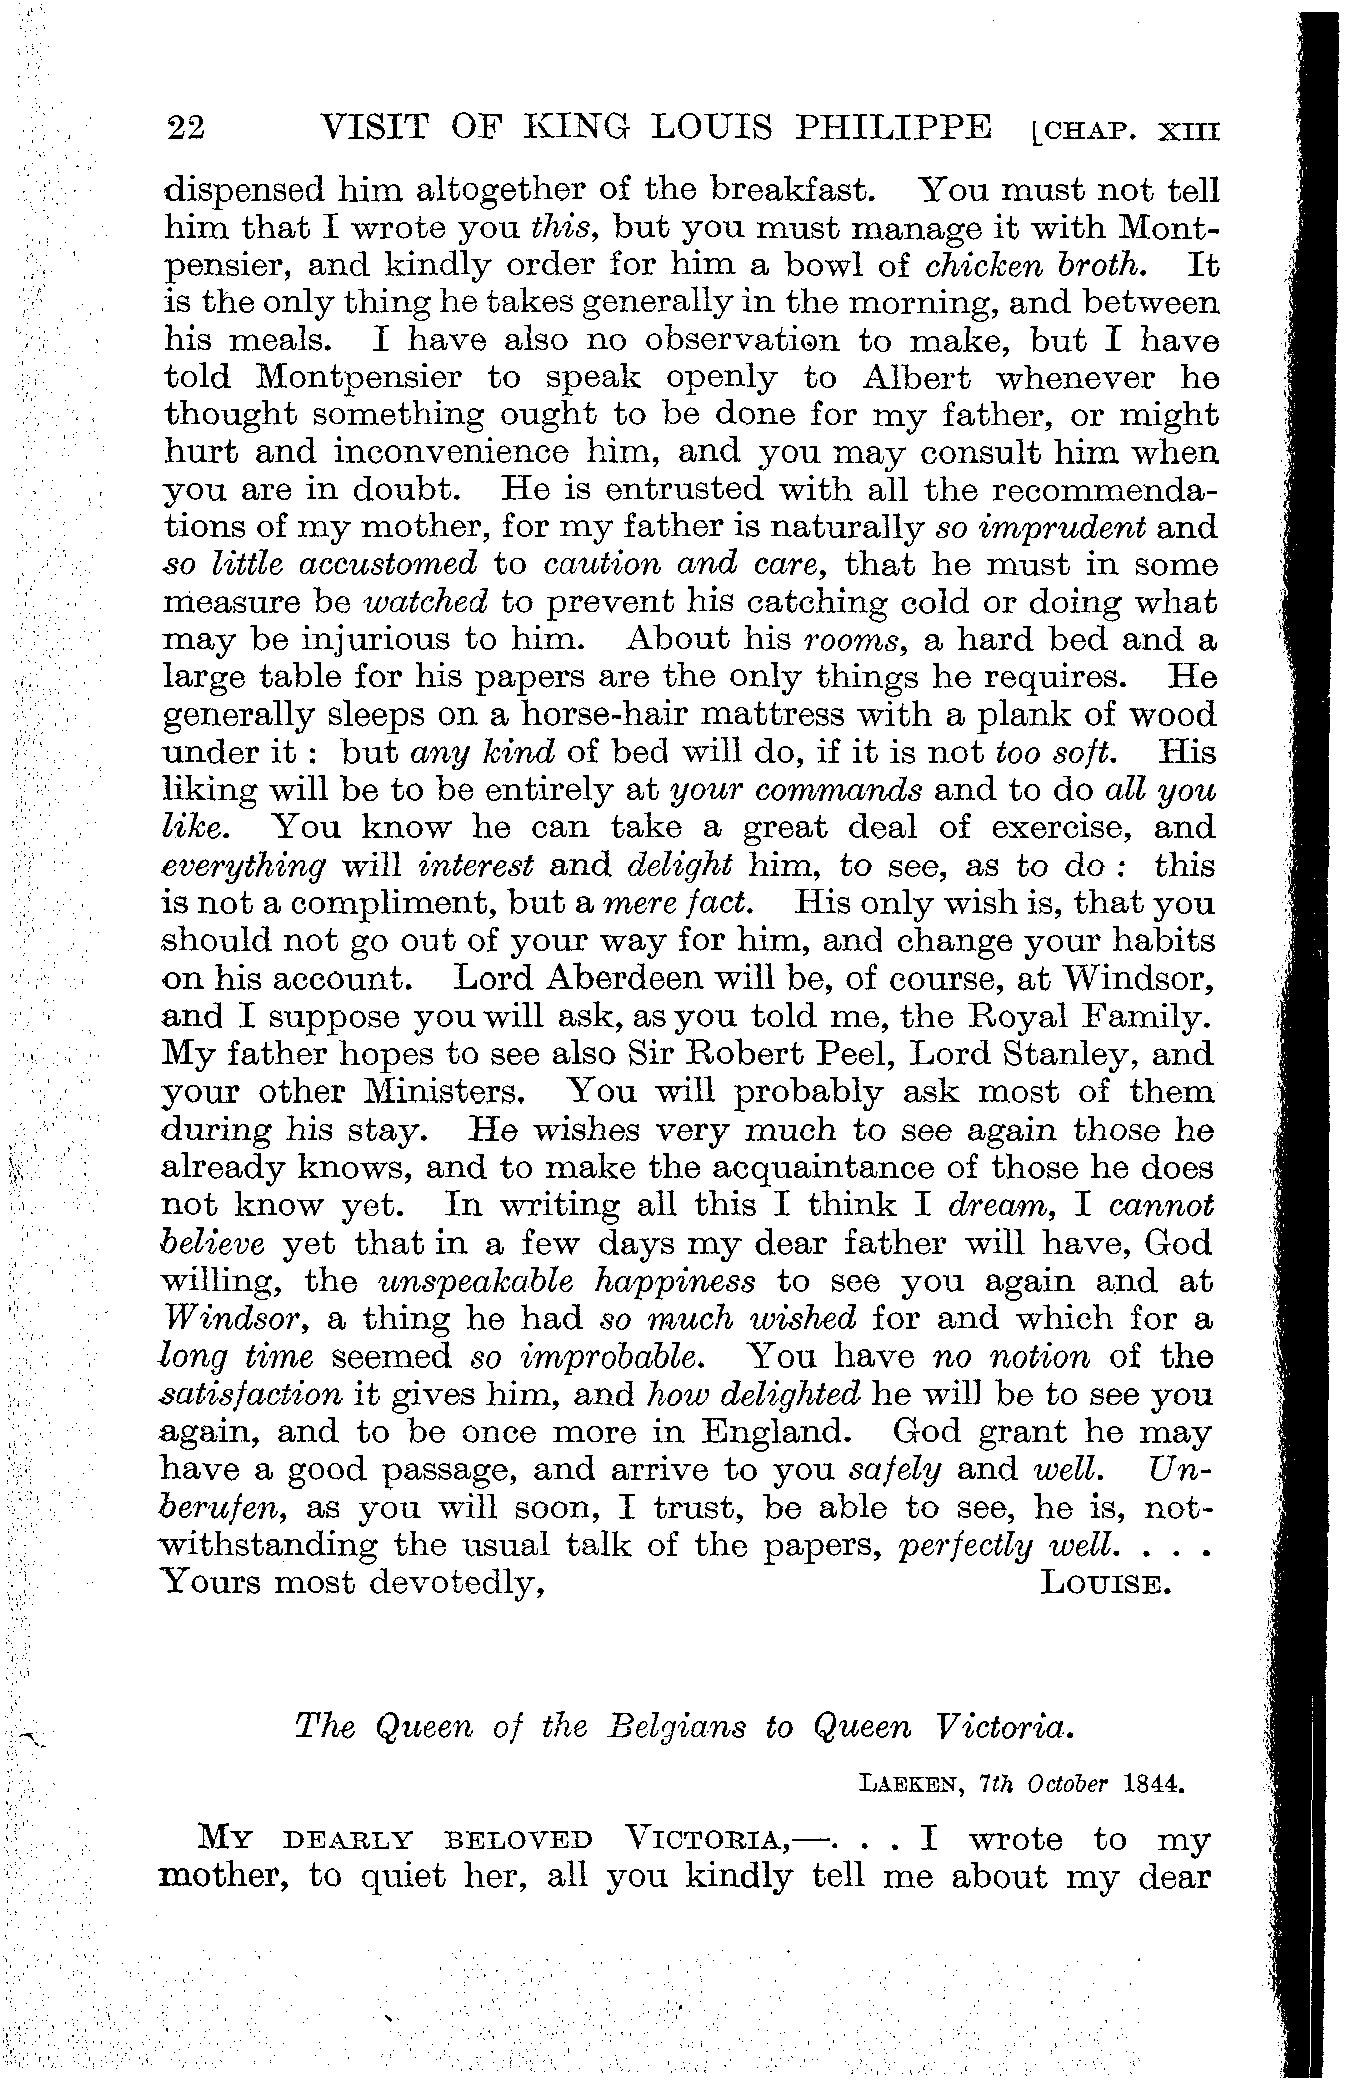 22 VISIT OF KING LOUIS PHILIPPE [CHAP. XIII
dispensed him altogether of the breakfast. You must not tell
him that I wrote you this, but you must manage it with Mont-
pensier, and kindly order for him a bowl of chicken broth. It
is the only thing he takes generally in the morning, and between
his meals. I have also no observation to make, but I have
told Montpensier to speak openly to Albert whenever he
thought something ought to be done for my father, or might
hurt and inconvenience him, and you may consult him when
you are in doubt. He is entrusted with all the recommenda-
tions of my mother, for my father is naturally so imprudent and
so little accustomed to caution and care, that he must in some
measure be watched to prevent his catching cold or doing what
may be injurious to him. About his rooms, a hard bed and a
large table for his papers are the only things he requires. He
generally sleeps on a horse-hair mattress with a plank of wood
under it : but any kind of bed will do, if it is not too soft. His
liking will be to be entirely at your commands and to do all you
like. You know he can take a great deal of exercise, and
everything will interest and delight him, to see, as to do : this
is not a compliment, but a mere fact. His only wish is, that you
should not go out of your way for him, and change your habits
on his account. Lord Aberdeen will be, of course, at Windsor,
and I suppose you will ask, as you told me, the Royal Family.
My father hopes to see also Sir Robert Peel, Lord Stanley, and
your other Ministers. You will probably ask most of them
during his stay. He wishes very much to see again those he
already knows, and to make the acquaintance of those he does
not know yet. In writing all this I think I dream, I cannot
believe yet that in a few days my dear father will have, God
willing, the unspeakable happiness to see you again and at
Windsor, a thing he had so much wished for and which for a
long time seemed so improbable. You have no notion of the
satisfaction it gives him, and how delighted he will be to see you
again, and to be once more in England. God grant he may
have a good passage, and arrive to you safely and well. Un-
berufen, as you will soon, I trust, be able to see, he is, not-
withstanding the usual talk of the papers, perfectly well. . . .
Yours most devotedly, LOUISE.
The Queen of the Belgians to Queen Victoria.
LAEKEN, 7th October 1844.
MY DEARLY BELOVED VICTORIA,—. . . I wrote to my
mother, to quiet her, all you kindly tell me about my dear